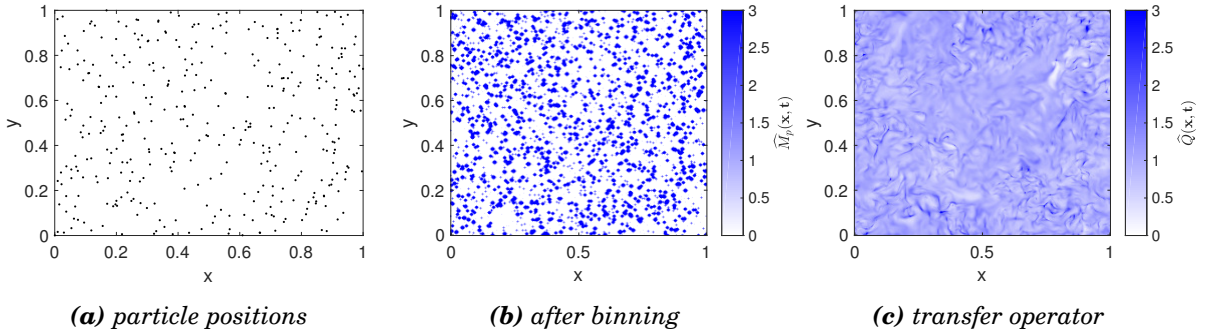 1
0.8
0.6
0.4
0.2
0
y
0 0.2 0.4 0.6 0.8 1
x
(a) particle positions
1
0.8
0.6
0.4
0.2
0
y
0 0.5 1
x
3
2.5
2
1.5
1
0.5
0
M̂_p(x, t)
(b) after binning
1
0.8
0.6
0.4
0.2
0
y
0 0.5 1
x
3
2.5
2
1.5
1
0.5
0
Q̂(x, t)
(c) transfer operator